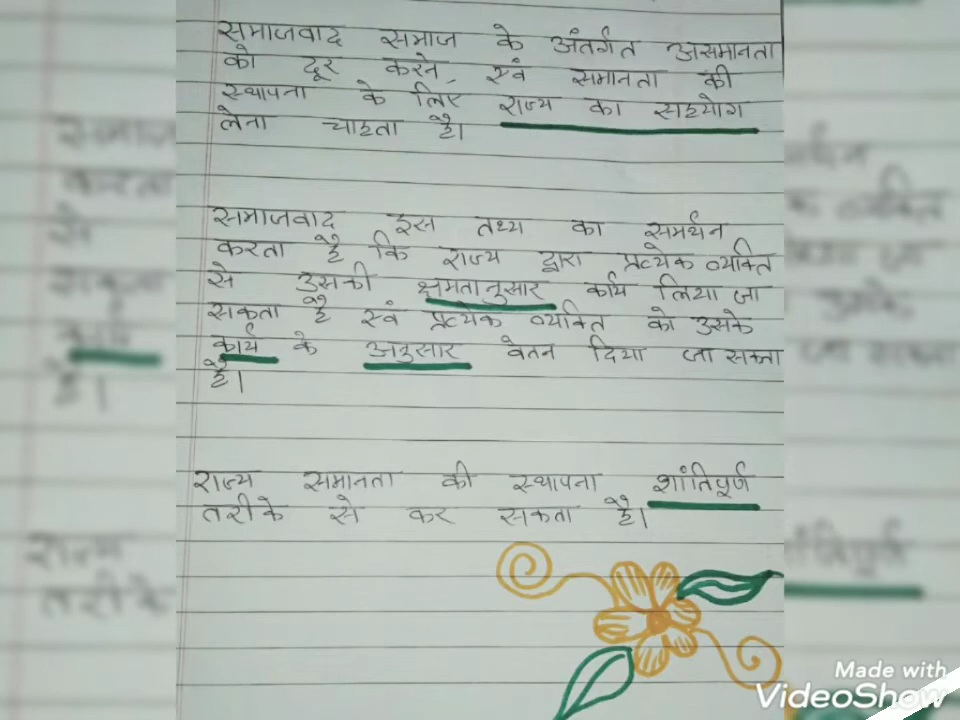 समाजवाद समाज के अंतर्गत असमानता
को दूर करने एवं समानता की
स्थापना के लिए राज्य का सहयोग
लेना चाहता है।
समाजवाद इस तथ्य का समर्थन
करता है कि राज्य द्वारा प्रत्येक व्यक्ति
से उसकी क्षमतानुसार कार्य लिया जा
सकता है एवं प्रत्येक व्यक्ति को उसके
कार्य के अनुसार वेतन दिया जा सकता
है।
राज्य समानता की स्थापना शांतिपूर्ण
तरीके से कर सकता है।
Made with
VideoShow